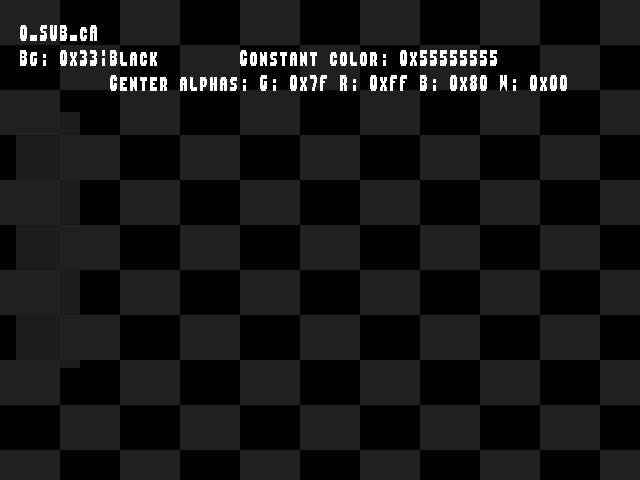 0_SUB_cA
Bg: 0x33¦Black Constant color: 0x55555555
Center alphas: G: 0x7f R: 0xff B: 0x80 W: 0x00